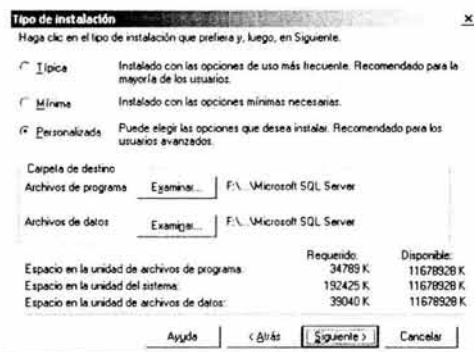 Tipo de instalación
Haga clic en el tipo de instalación que prefiera y, luego, en Siguiente.
Típica Instalado con las opciones de uso más frecuente. Recomendado para la
mayoría de los usuarios.
Mínima Instalado con las opciones mínimas necesarias.
Personalizada Puede elegir las opciones que desea instalar. Recomendado para los
usuarios avanzados.
Carpeta de destino
Archivos de programa Examinar... F:\...\Microsoft SQL Server
Archivos de datos Examinar... F:\...\Microsoft SQL Server
Requerido: Disponible:
Espacio en la unidad de archivos de programa: 34789 K 11678928 K
Espacio en la unidad del sistema: 192425 K 11678928 K
Espacio en la unidad de archivos de datos: 39040 K 11678928 K
Ayuda < Atrás Siguiente > Cancelar